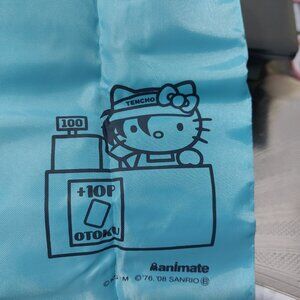 TENCHO
100
+10P
OTOKU
animate
©'76,'08 SANRIO Ⓗ